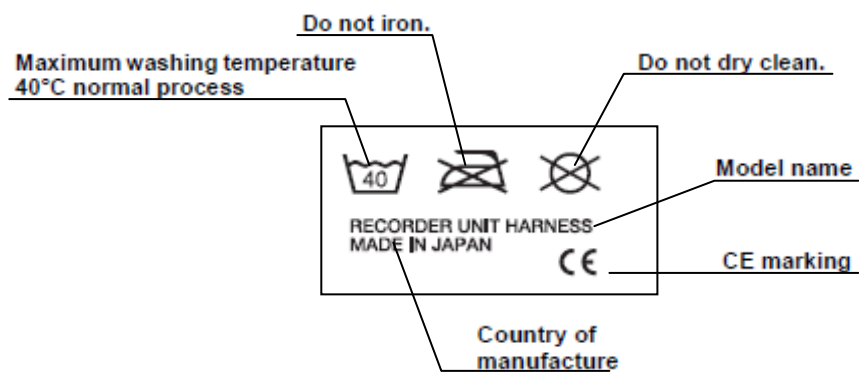 Do not iron.
Maximum washing temperature
40°C normal process
Do not dry clean.
40
Model name
RECORDER UNIT HARNESS
MADE IN JAPAN
CE
CE marking
Country of
manufacture